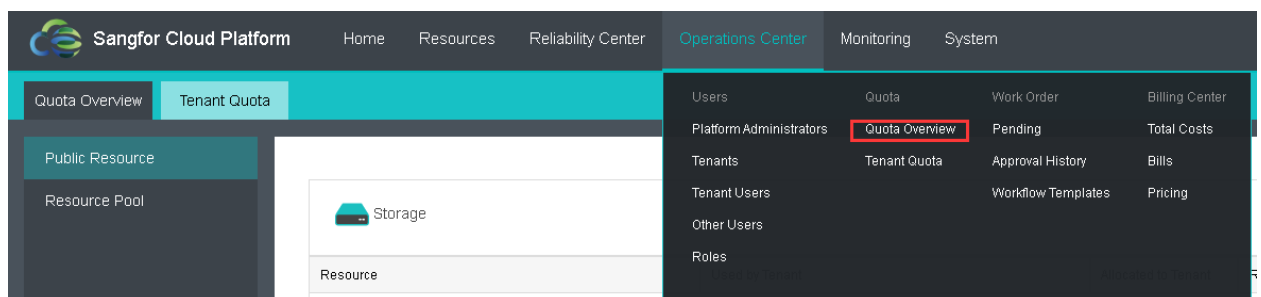 Sangfor Cloud Platform Home Resources Reliability Center Operations Center Monitoring System
Quota Overview Tenant Quota
Users Quota Work Order Billing Center
Platform Administrators Quota Overview Pending Total Costs
Tenants Tenant Quota Approval History Bills
Tenant Users Workflow Templates Pricing
Other Users
Roles
Public Resource
Resource Pool
Storage
Resource